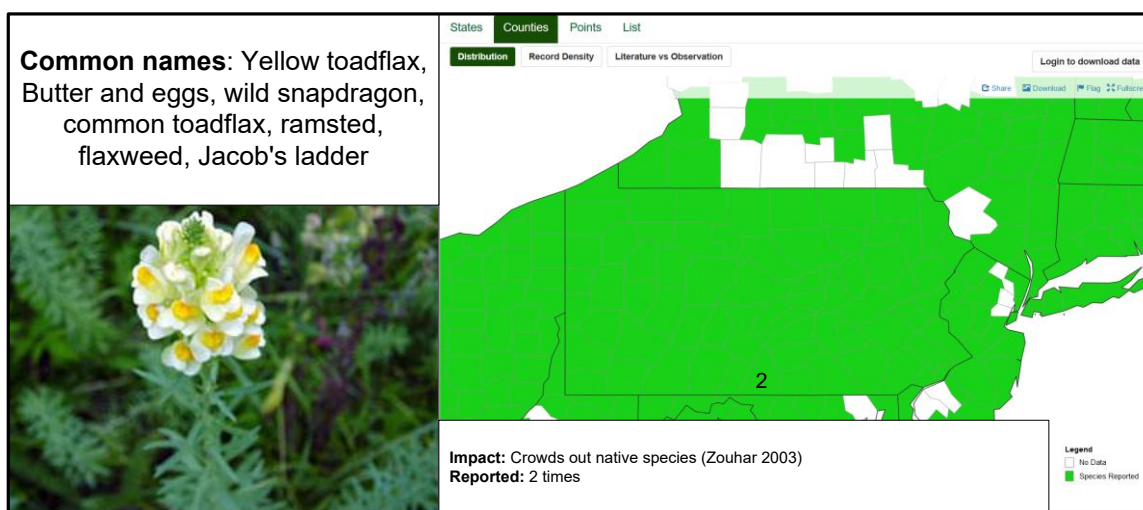 Common names: Yellow toadflax,
Butter and eggs, wild snapdragon,
common toadflax, ramsted,
flaxweed, Jacob's ladder
States Counties Points List
Distribution Record Density Literature vs Observation
Login to download data
Share Download Flag Fullscre
2
Impact: Crowds out native species (Zouhar 2003)
Reported: 2 times
Legend
No Data
Species Reported